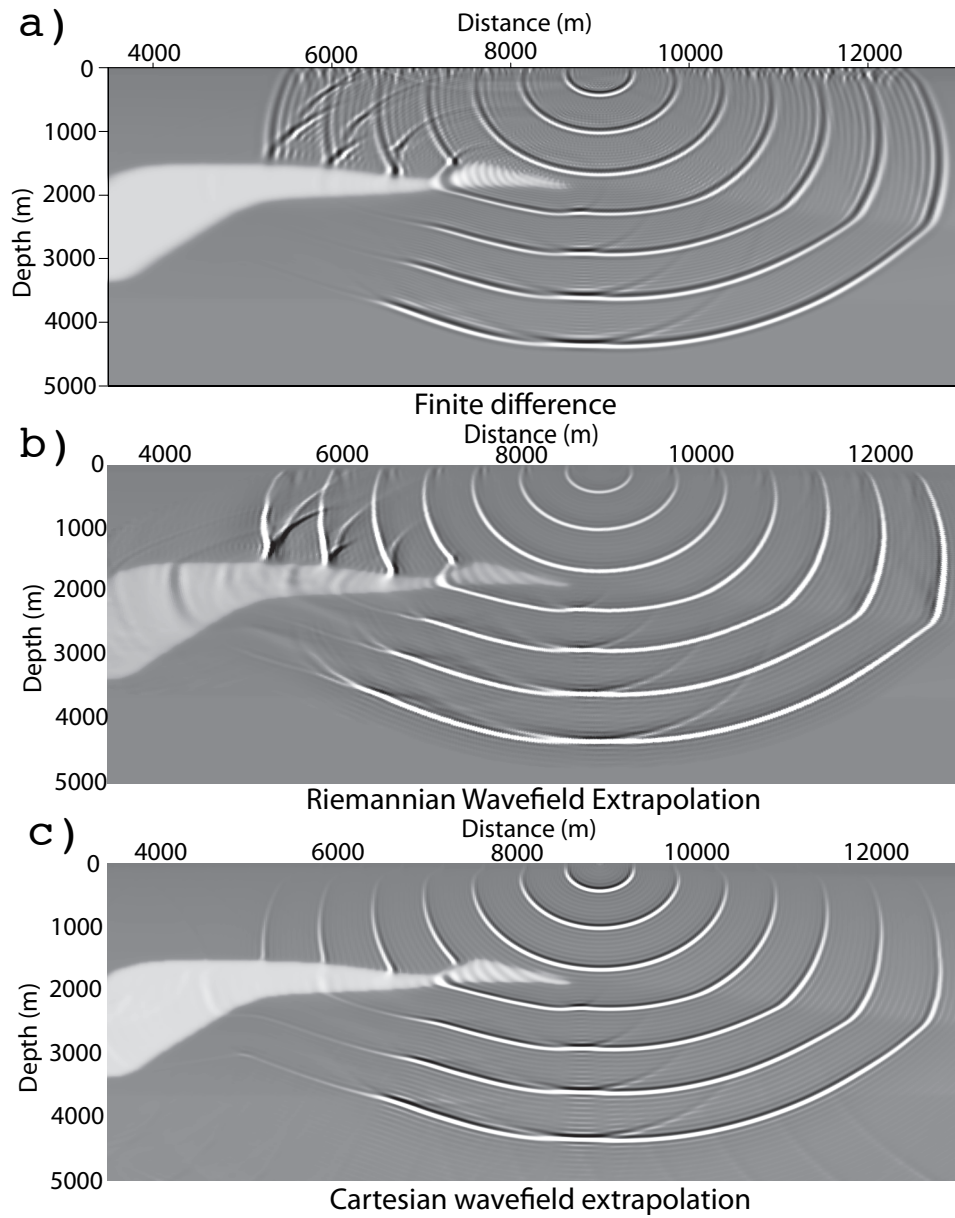 a)
Distance (m)
4000 6000 8000 10000 12000
0
1000
2000
3000
4000
5000
Depth (m)
Finite difference
b)
Distance (m)
4000 6000 8000 10000 12000
0
1000
2000
3000
4000
5000
Depth (m)
Riemannian Wavefield Extrapolation
c)
Distance (m)
4000 6000 8000 10000 12000
0
1000
2000
3000
4000
5000
Depth (m)
Cartesian wavefield extrapolation